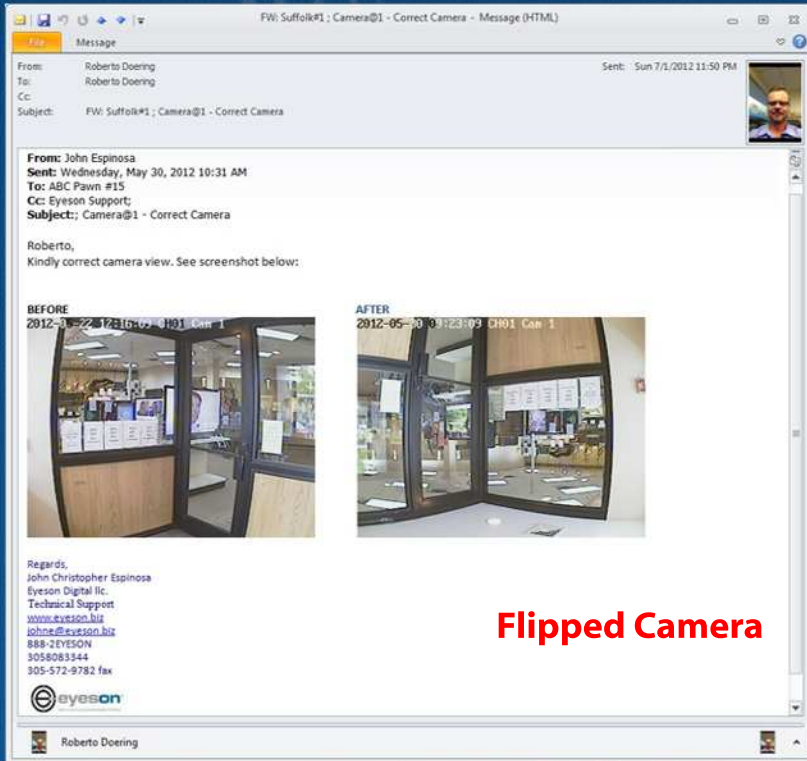 FW: Suffolk#1 ; Camera@1 - Correct Camera - Message (HTML)
File Message
From: Roberto Doering Sent: Sun 7/1/2012 11:50 PM
To: Roberto Doering
Cc:
Subject: FW: Suffolk#1 ; Camera@1 - Correct Camera
From: John Espinosa
Sent: Wednesday, May 30, 2012 10:31 AM
To: ABC Pawn #15
Cc: Eyeson Support;
Subject:; Camera@1 - Correct Camera
Roberto,
Kindly correct camera view. See screenshot below:
BEFORE AFTER
CH01 Cam 1
CH01 Cam 1
Regards,
John Christopher Espinosa
Eyeson Digital llc.
Technical Support
www.eyeson.biz
johne@eyeson.biz
888-2EYESON
3058083344
305-572-9782 fax
eyeson
Flipped Camera
Roberto Doering